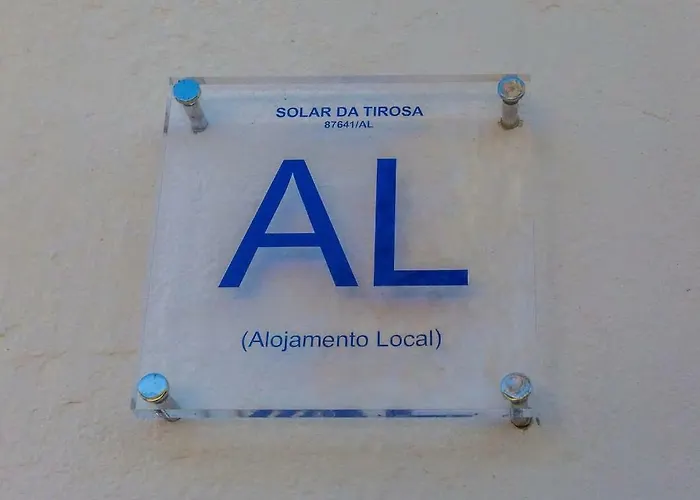 SOLAR DA TIROSA
87641/AL
AL
(Alojamento Local)